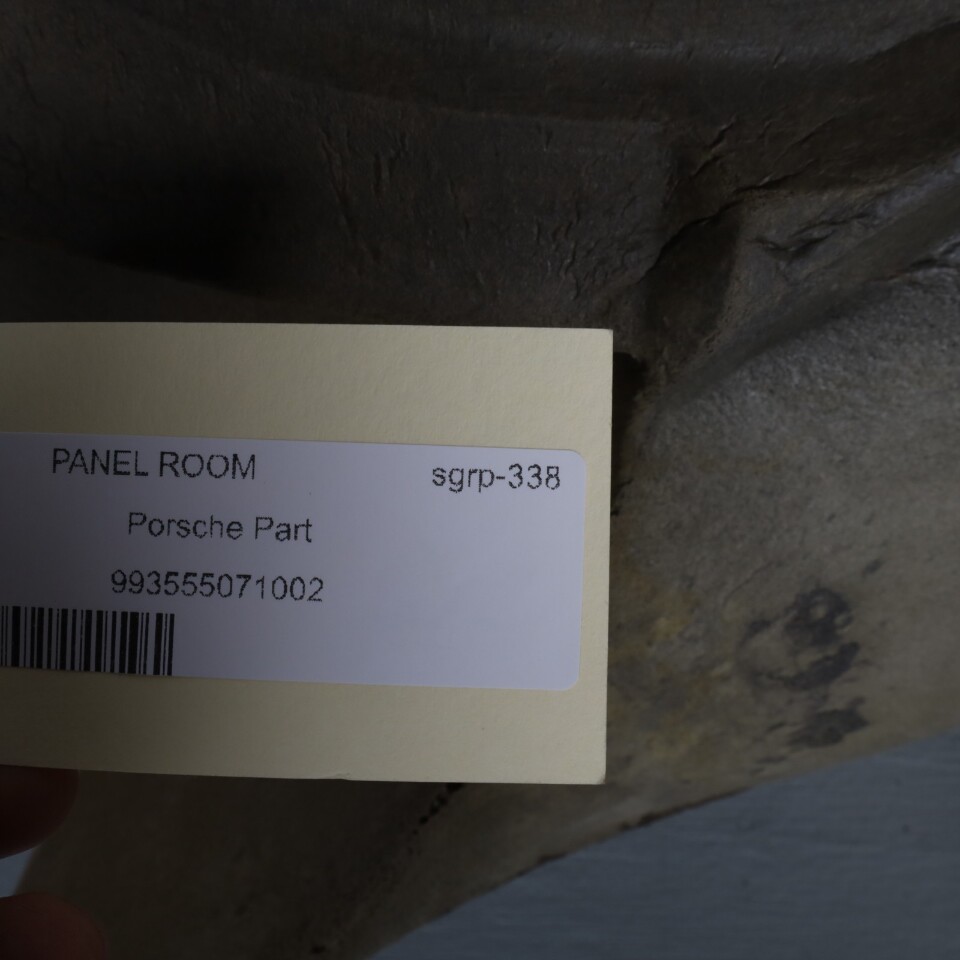 PANEL ROOM
sgrp-338
Porsche Part
993555071002